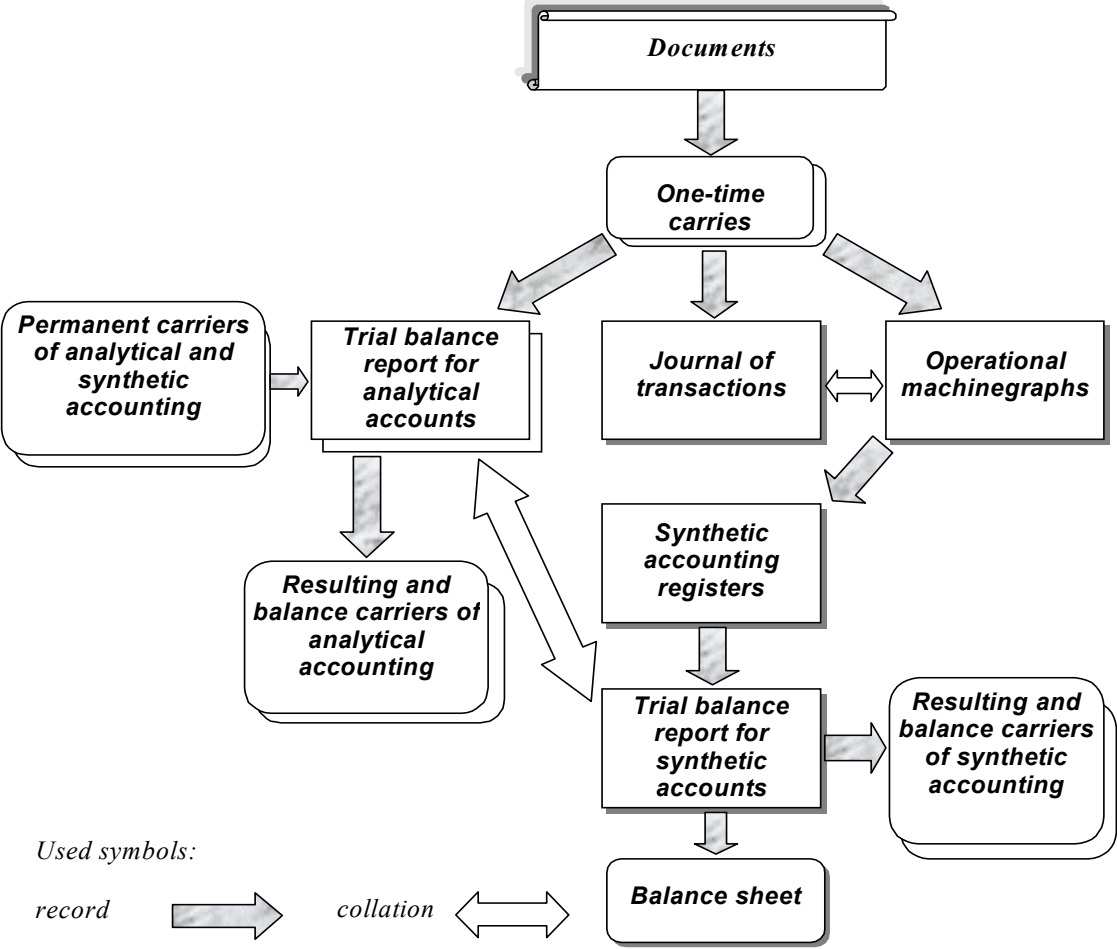 Documents
One-time
carries
Permanent carriers
of analytical and
synthetic
accounting
Trial balance
report for
analytical
accounts
Journal of
transactions
Operational
machinegraphs
Synthetic
accounting
registers
Resulting and
balance carriers of
analytical
accounting
Trial balance
report for
synthetic
accounts
Resulting and
balance carriers
of synthetic
accounting
Balance sheet
Used symbols:
record
collation